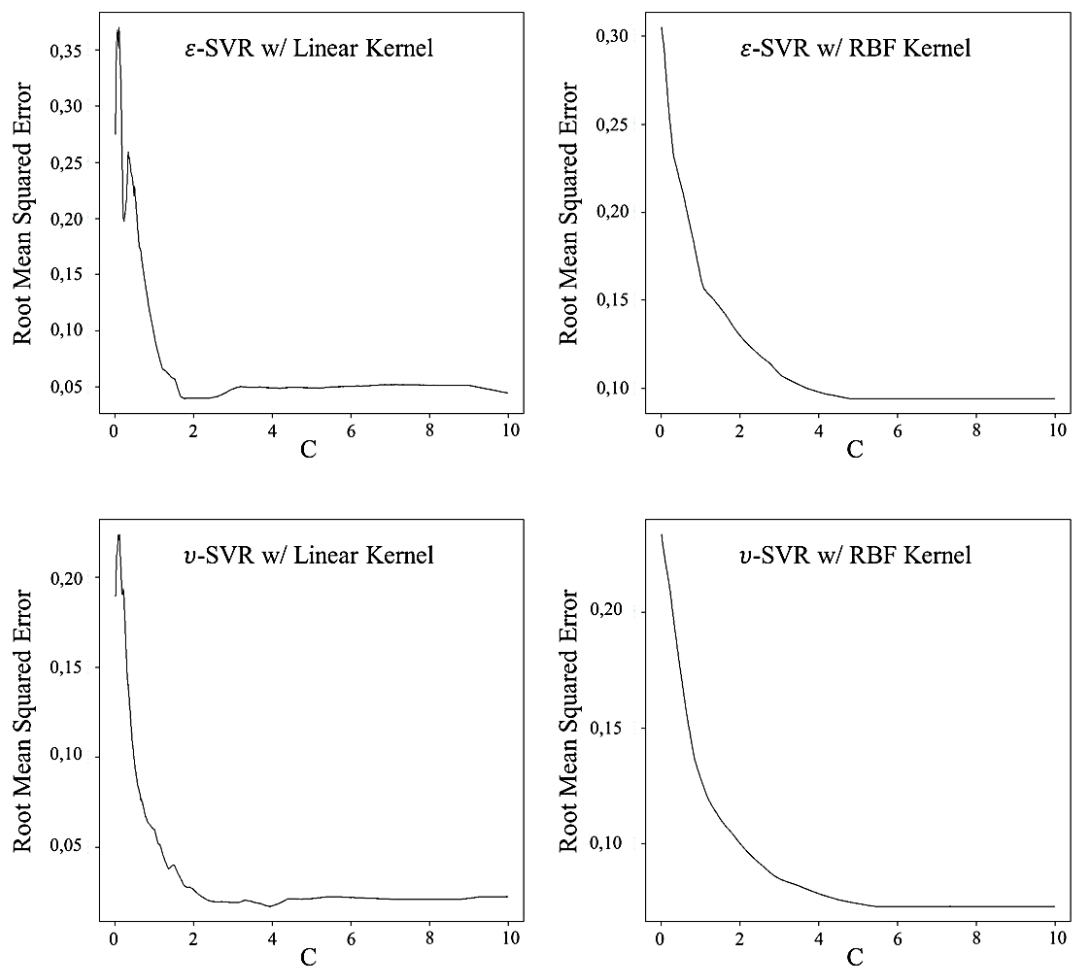 ε-SVR w/ Linear Kernel
Root Mean Squared Error
0,35
0,30
0,25
0,20
0,15
0,10
0,05
0 2 4 6 8 10
C
ε-SVR w/ RBF Kernel
Root Mean Squared Error
0,30
0,25
0,20
0,15
0,10
0 2 4 6 8 10
C
υ-SVR w/ Linear Kernel
Root Mean Squared Error
0,20
0,15
0,10
0,05
0 2 4 6 8 10
C
υ-SVR w/ RBF Kernel
Root Mean Squared Error
0,20
0,15
0,10
0 2 4 6 8 10
C